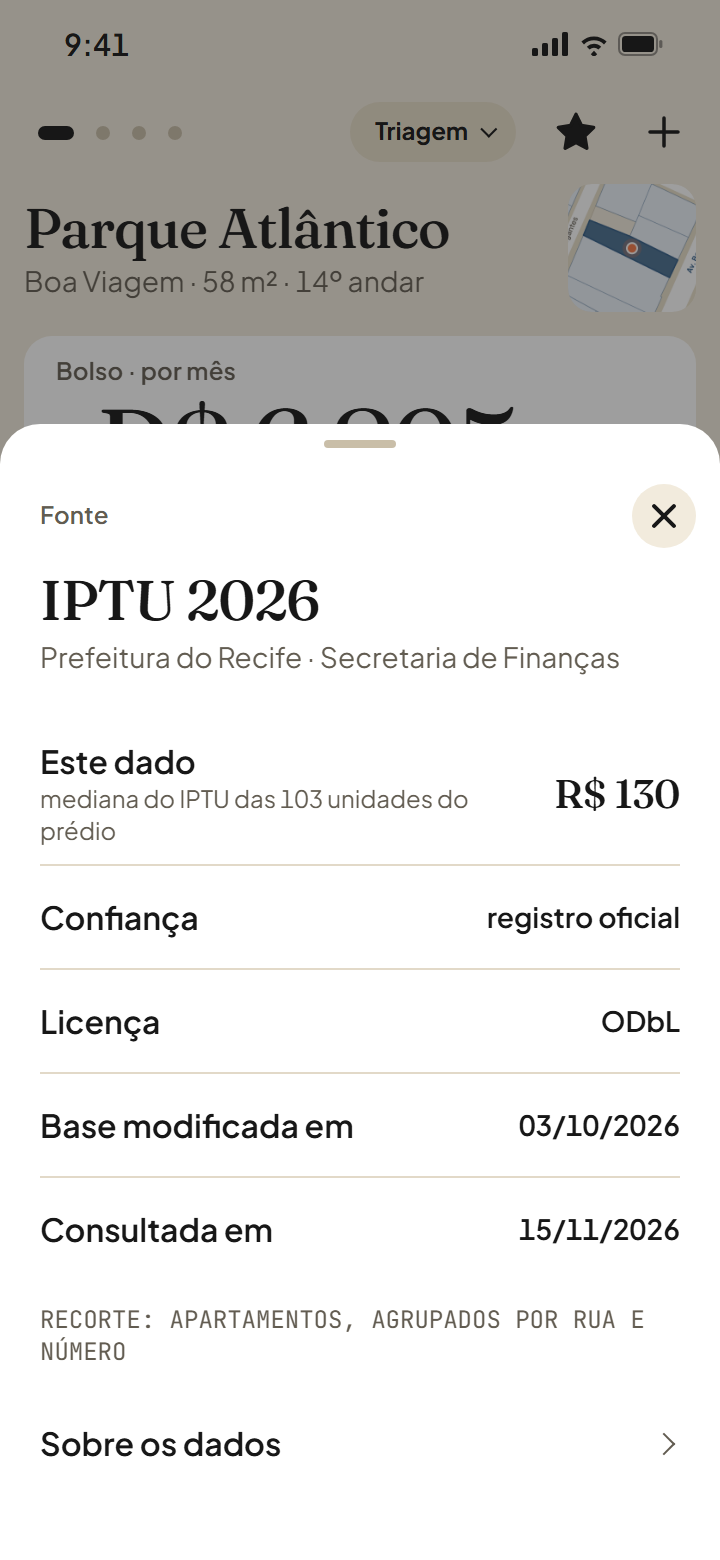 9:41
Triagem
Parque Atlântico
Boa Viagem · 58 m² · 14º andar
Bolso · por mês
Fonte
IPTU 2026
Prefeitura do Recife · Secretaria de Finanças
Este dado
mediana do IPTU das 103 unidades do
prédio
R$ 130
Confiança
registro oficial
Licença
ODbL
Base modificada em
03/10/2026
Consultada em
15/11/2026
RECORTE: APARTAMENTOS, AGRUPADOS POR RUA E
NÚMERO
Sobre os dados